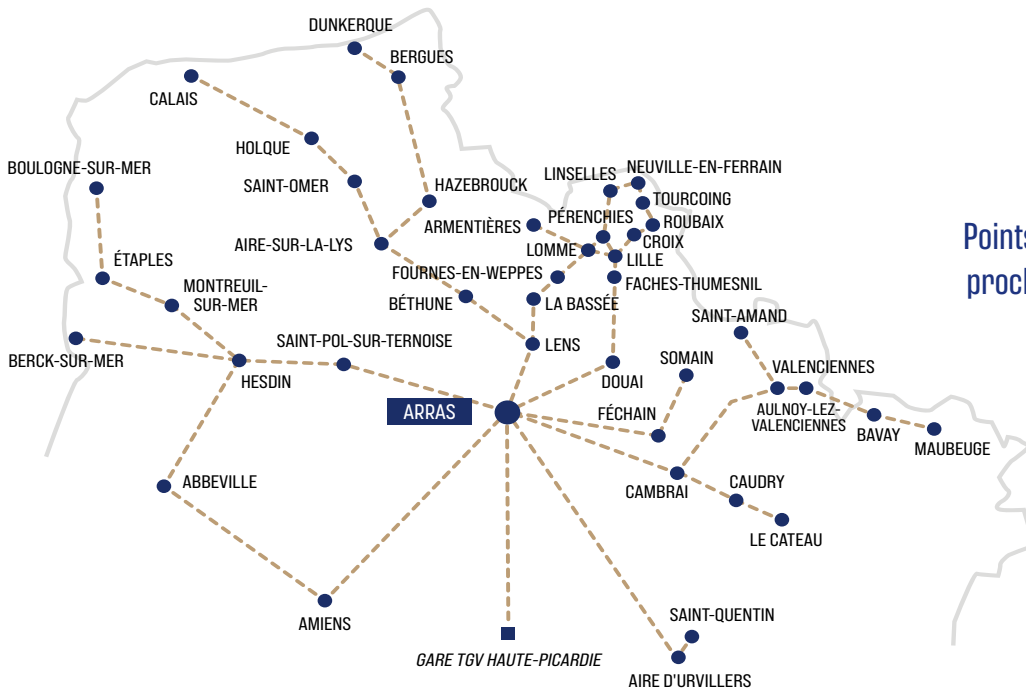 DUNKERQUE
BERGUES
CALAIS
HOLQUE
BOULOGNE-SUR-MER
SAINT-OMER
HAZEBROUCK
LINSELLES
NEUVILLE-EN-FERRAIN
TOURCOING
ARMENTIÈRES
PÉRENCHIES
ROUBAIX
AIRE-SUR-LA-LYS
LOMME
CROIX
LILLE
Points
proch
ÉTAPLES
FOURNES-EN-WEPPES
FACHES-THUMESNIL
MONTREUIL-
SUR-MER
BÉTHUNE
LA BASSÉE
SAINT-AMAND
BERCK-SUR-MER
SAINT-POL-SUR-TERNOISE
LENS
SOMAIN
VALENCIENNES
HESDIN
DOUAI
ARRAS
FÉCHAIN
AULNOY-LEZ-
VALENCIENNES
BAVAY
MAUBEUGE
ABBEVILLE
CAMBRAI
CAUDRY
LE CATEAU
AMIENS
SAINT-QUENTIN
GARE TGV HAUTE-PICARDIE
AIRE D'URVILLERS